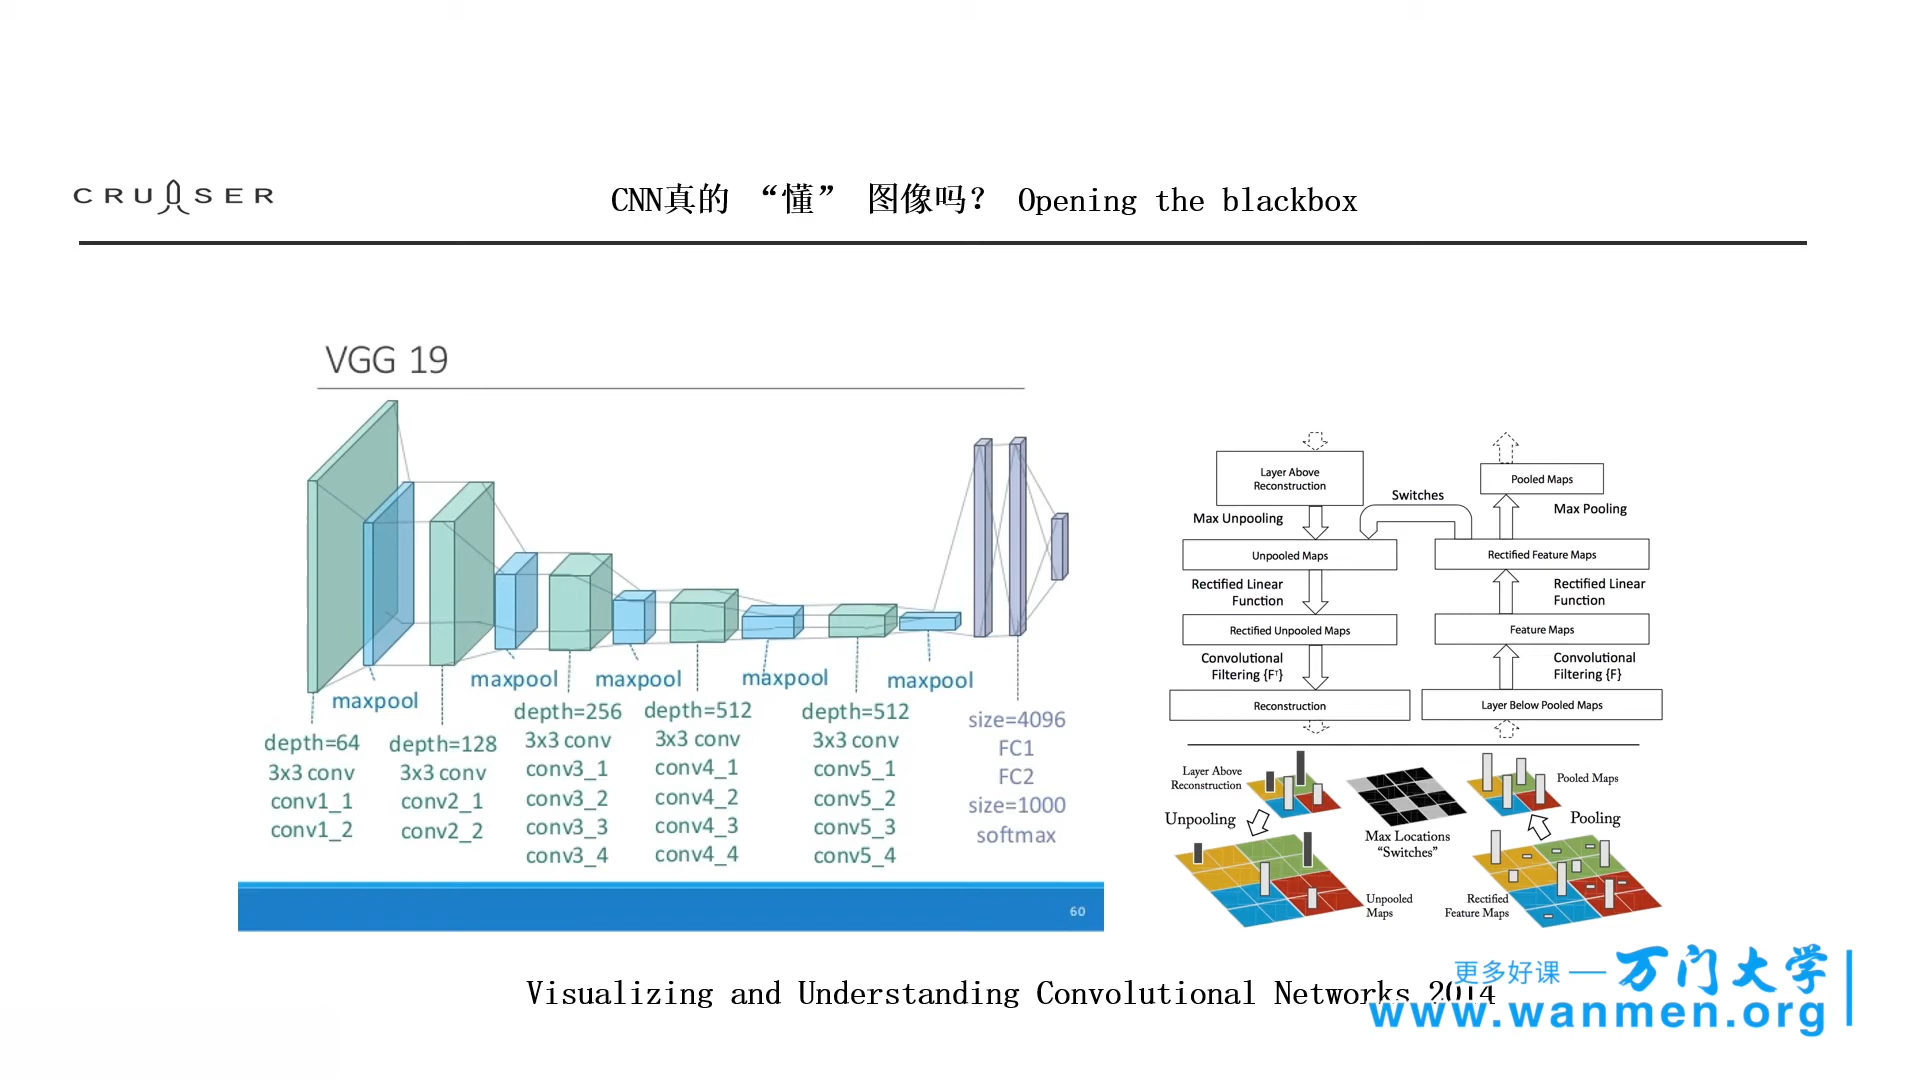 CRUISER
CNN真的 “懂” 图像吗? Opening the blackbox
VGG 19
maxpool
maxpool
maxpool
maxpool
maxpool
depth=64
3x3 conv
conv1_1
conv1_2
depth=128
3x3 conv
conv2_1
conv2_2
depth=256
3x3 conv
conv3_1
conv3_2
conv3_3
conv3_4
depth=512
3x3 conv
conv4_1
conv4_2
conv4_3
conv4_4
depth=512
3x3 conv
conv5_1
conv5_2
conv5_3
conv5_4
size=4096
FC1
FC2
size=1000
softmax
60
Layer Above
Reconstruction
Switches
Pooled Maps
Max Unpooling
Max Pooling
Unpooled Maps
Rectified Feature Maps
Rectified Linear
Function
Rectified Linear
Function
Rectified Unpooled Maps
Feature Maps
Convolutional
Filtering {Fᵀ}
Convolutional
Filtering {F}
Reconstruction
Layer Below Pooled Maps
Layer Above
Reconstruction
Pooled Maps
Unpooling
Max Locations
“Switches”
Pooling
Unpooled
Maps
Rectified
Feature Maps
Visualizing and Understanding Convolutional Networks 2014
更多好课 — 万门大学
www.wanmen.org